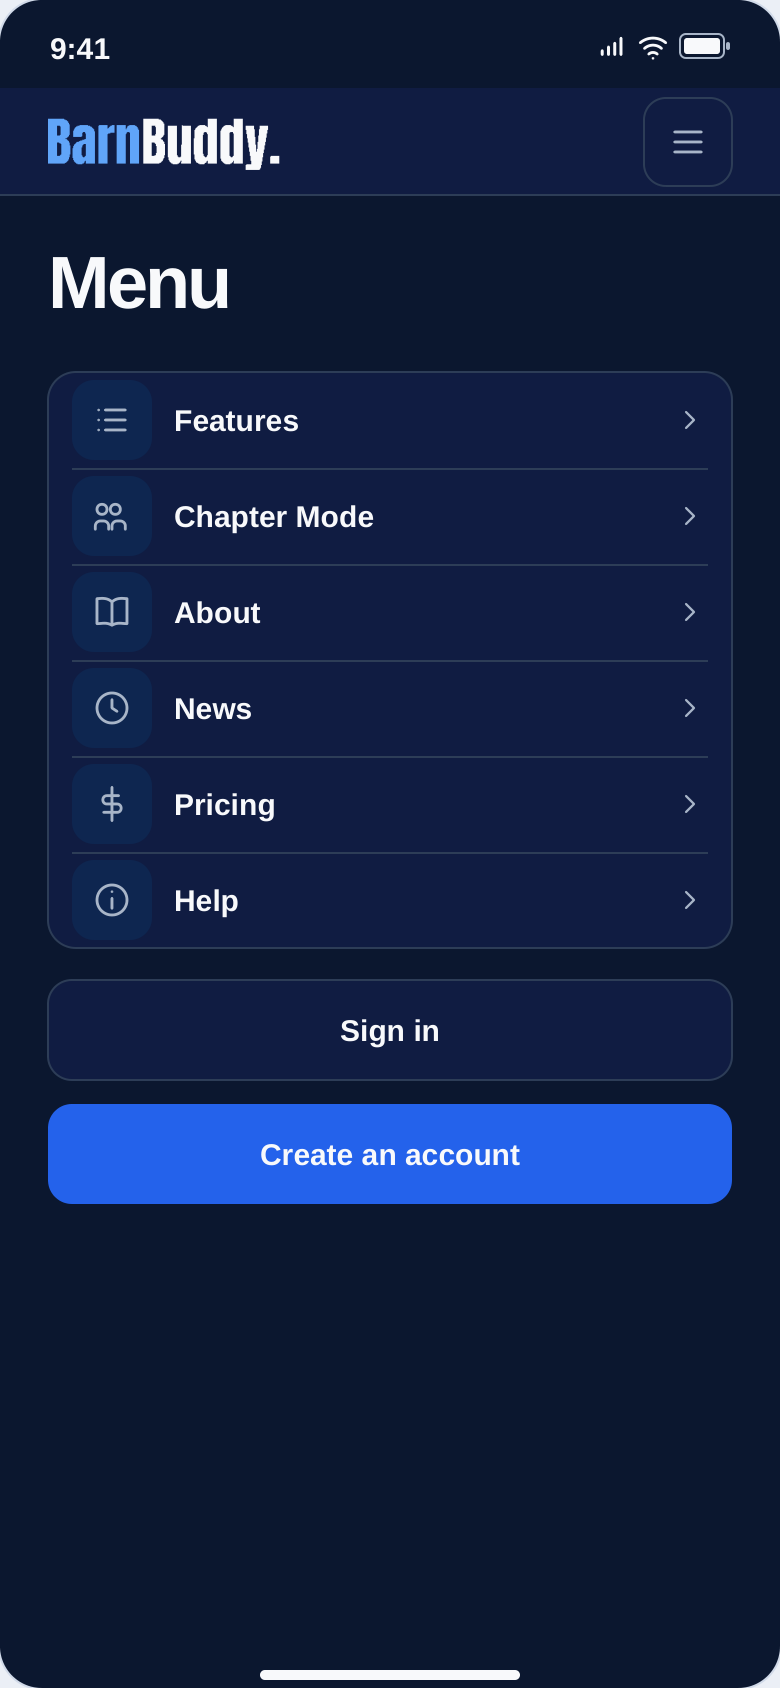 9:41
BarnBuddy.
Menu
Features
Chapter Mode
About
News
Pricing
Help
Sign in
Create an account